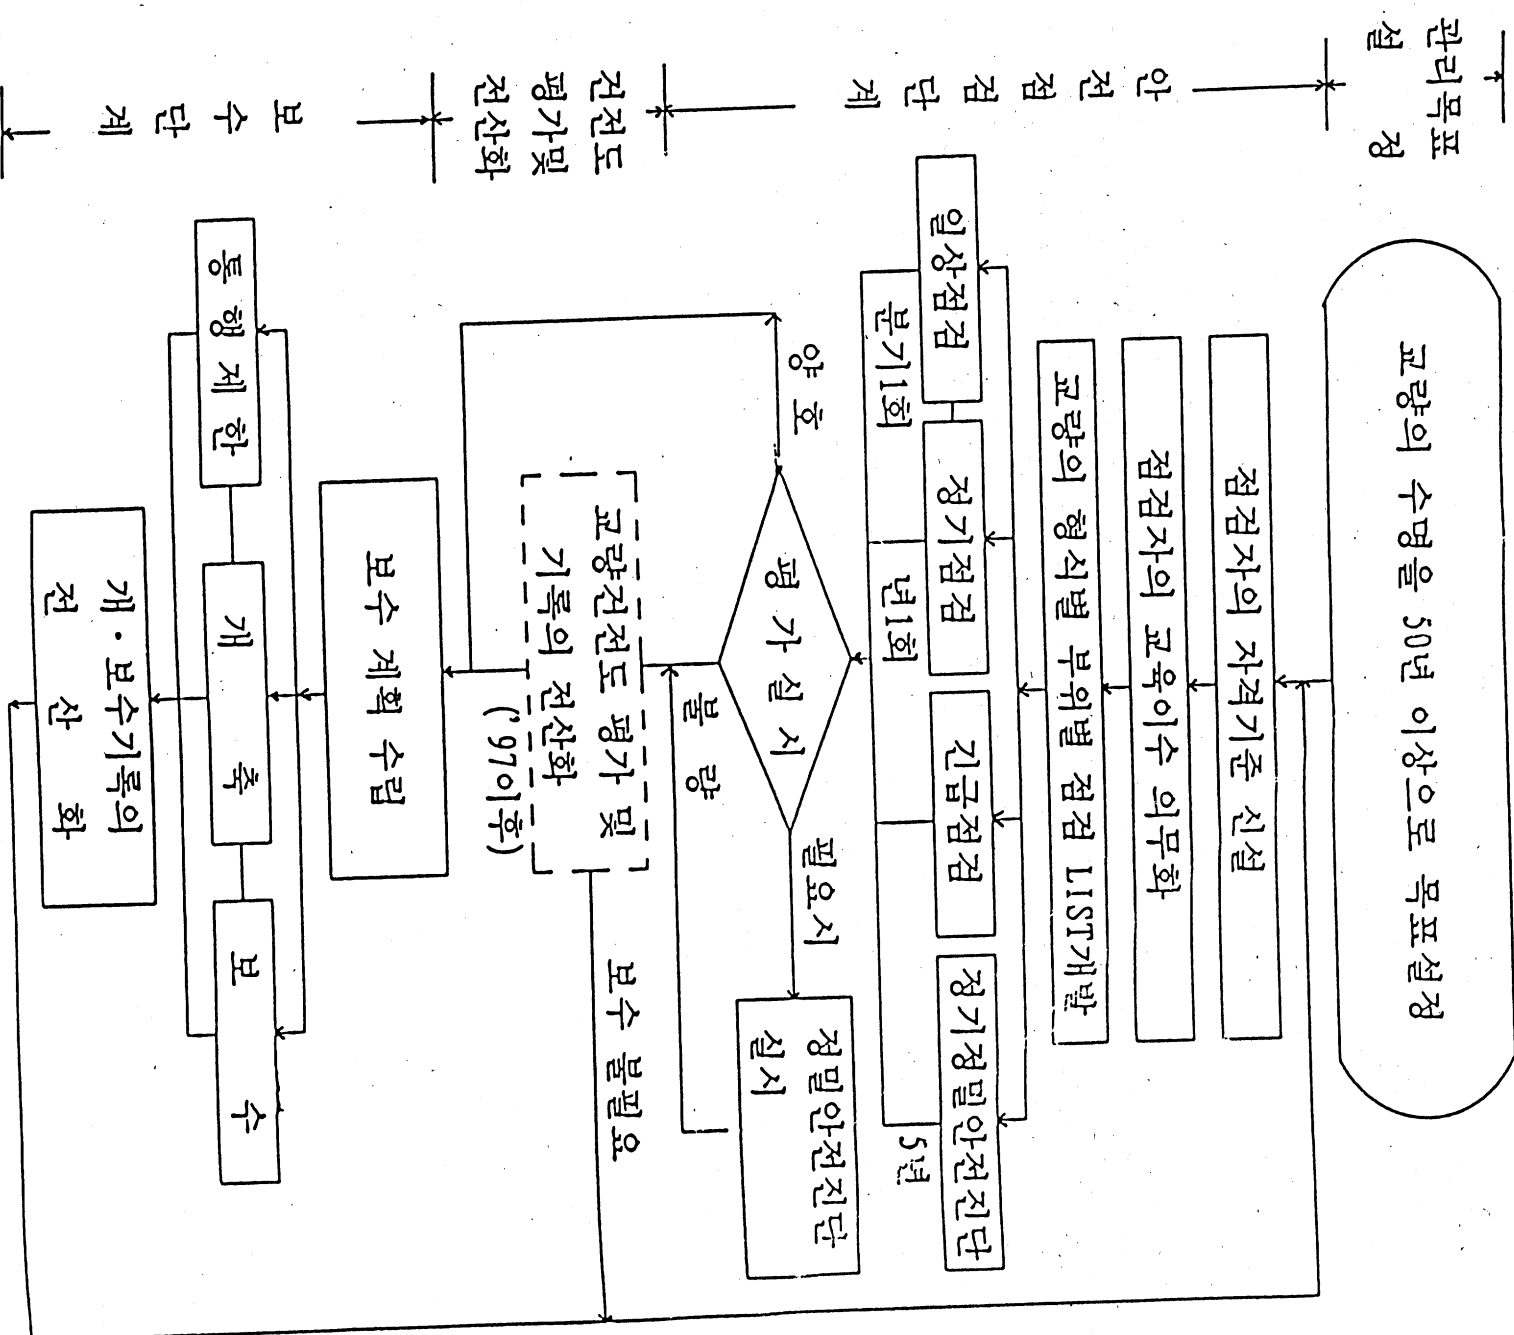 관리목표
설 정
안 전 점 검 단 계
건전도
평가및
전산화
보 수 단 계
교량의 수명을 50년 이상으로 목표설정
점검자의 자격기준 신설
점검자의 교육이수 의무화
교량의 형식별 부위별 점검 LIST개발
일상점검
정기점검
긴급점검
정기정밀안전진단
분기1회
년1회
5년
양 호
평 가 실 시
필요시
정밀안전진단
실시
불 량
교량건전도 평가 및
기록의 전산화
('97이후)
보수 불필요
보수 계획 수립
통 행 제 한
개 축
보 수
개·보수기록의
전 산 화